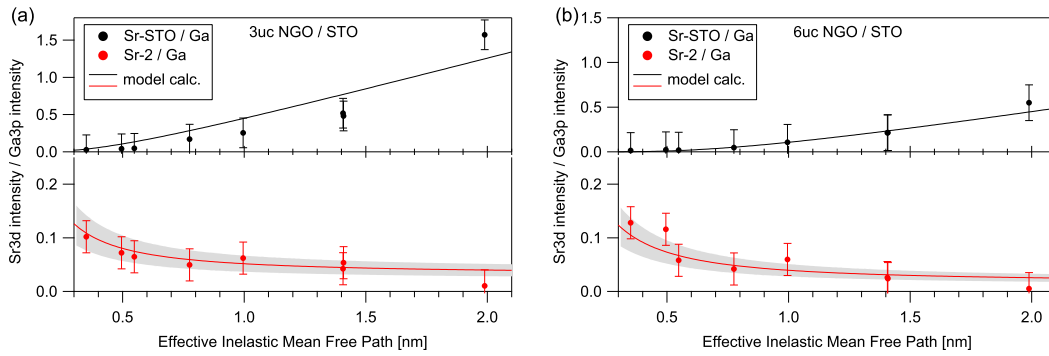 (a)
3uc NGO / STO
Sr-STO / Ga
Sr-2 / Ga
model calc.
1.5
1.0
0.5
0.0
0.2
0.1
0.0
Sr3d intensity / Ga3p intensity
0.5
1.0
1.5
2.0
Effective Inelastic Mean Free Path [nm]
(b)
6uc NGO / STO
Sr-STO / Ga
Sr-2 / Ga
model calc.
1.5
1.0
0.5
0.0
0.2
0.1
0.0
Sr3d intensity / Ga3p intensity
0.5
1.0
1.5
2.0
Effective Inelastic Mean Free Path [nm]